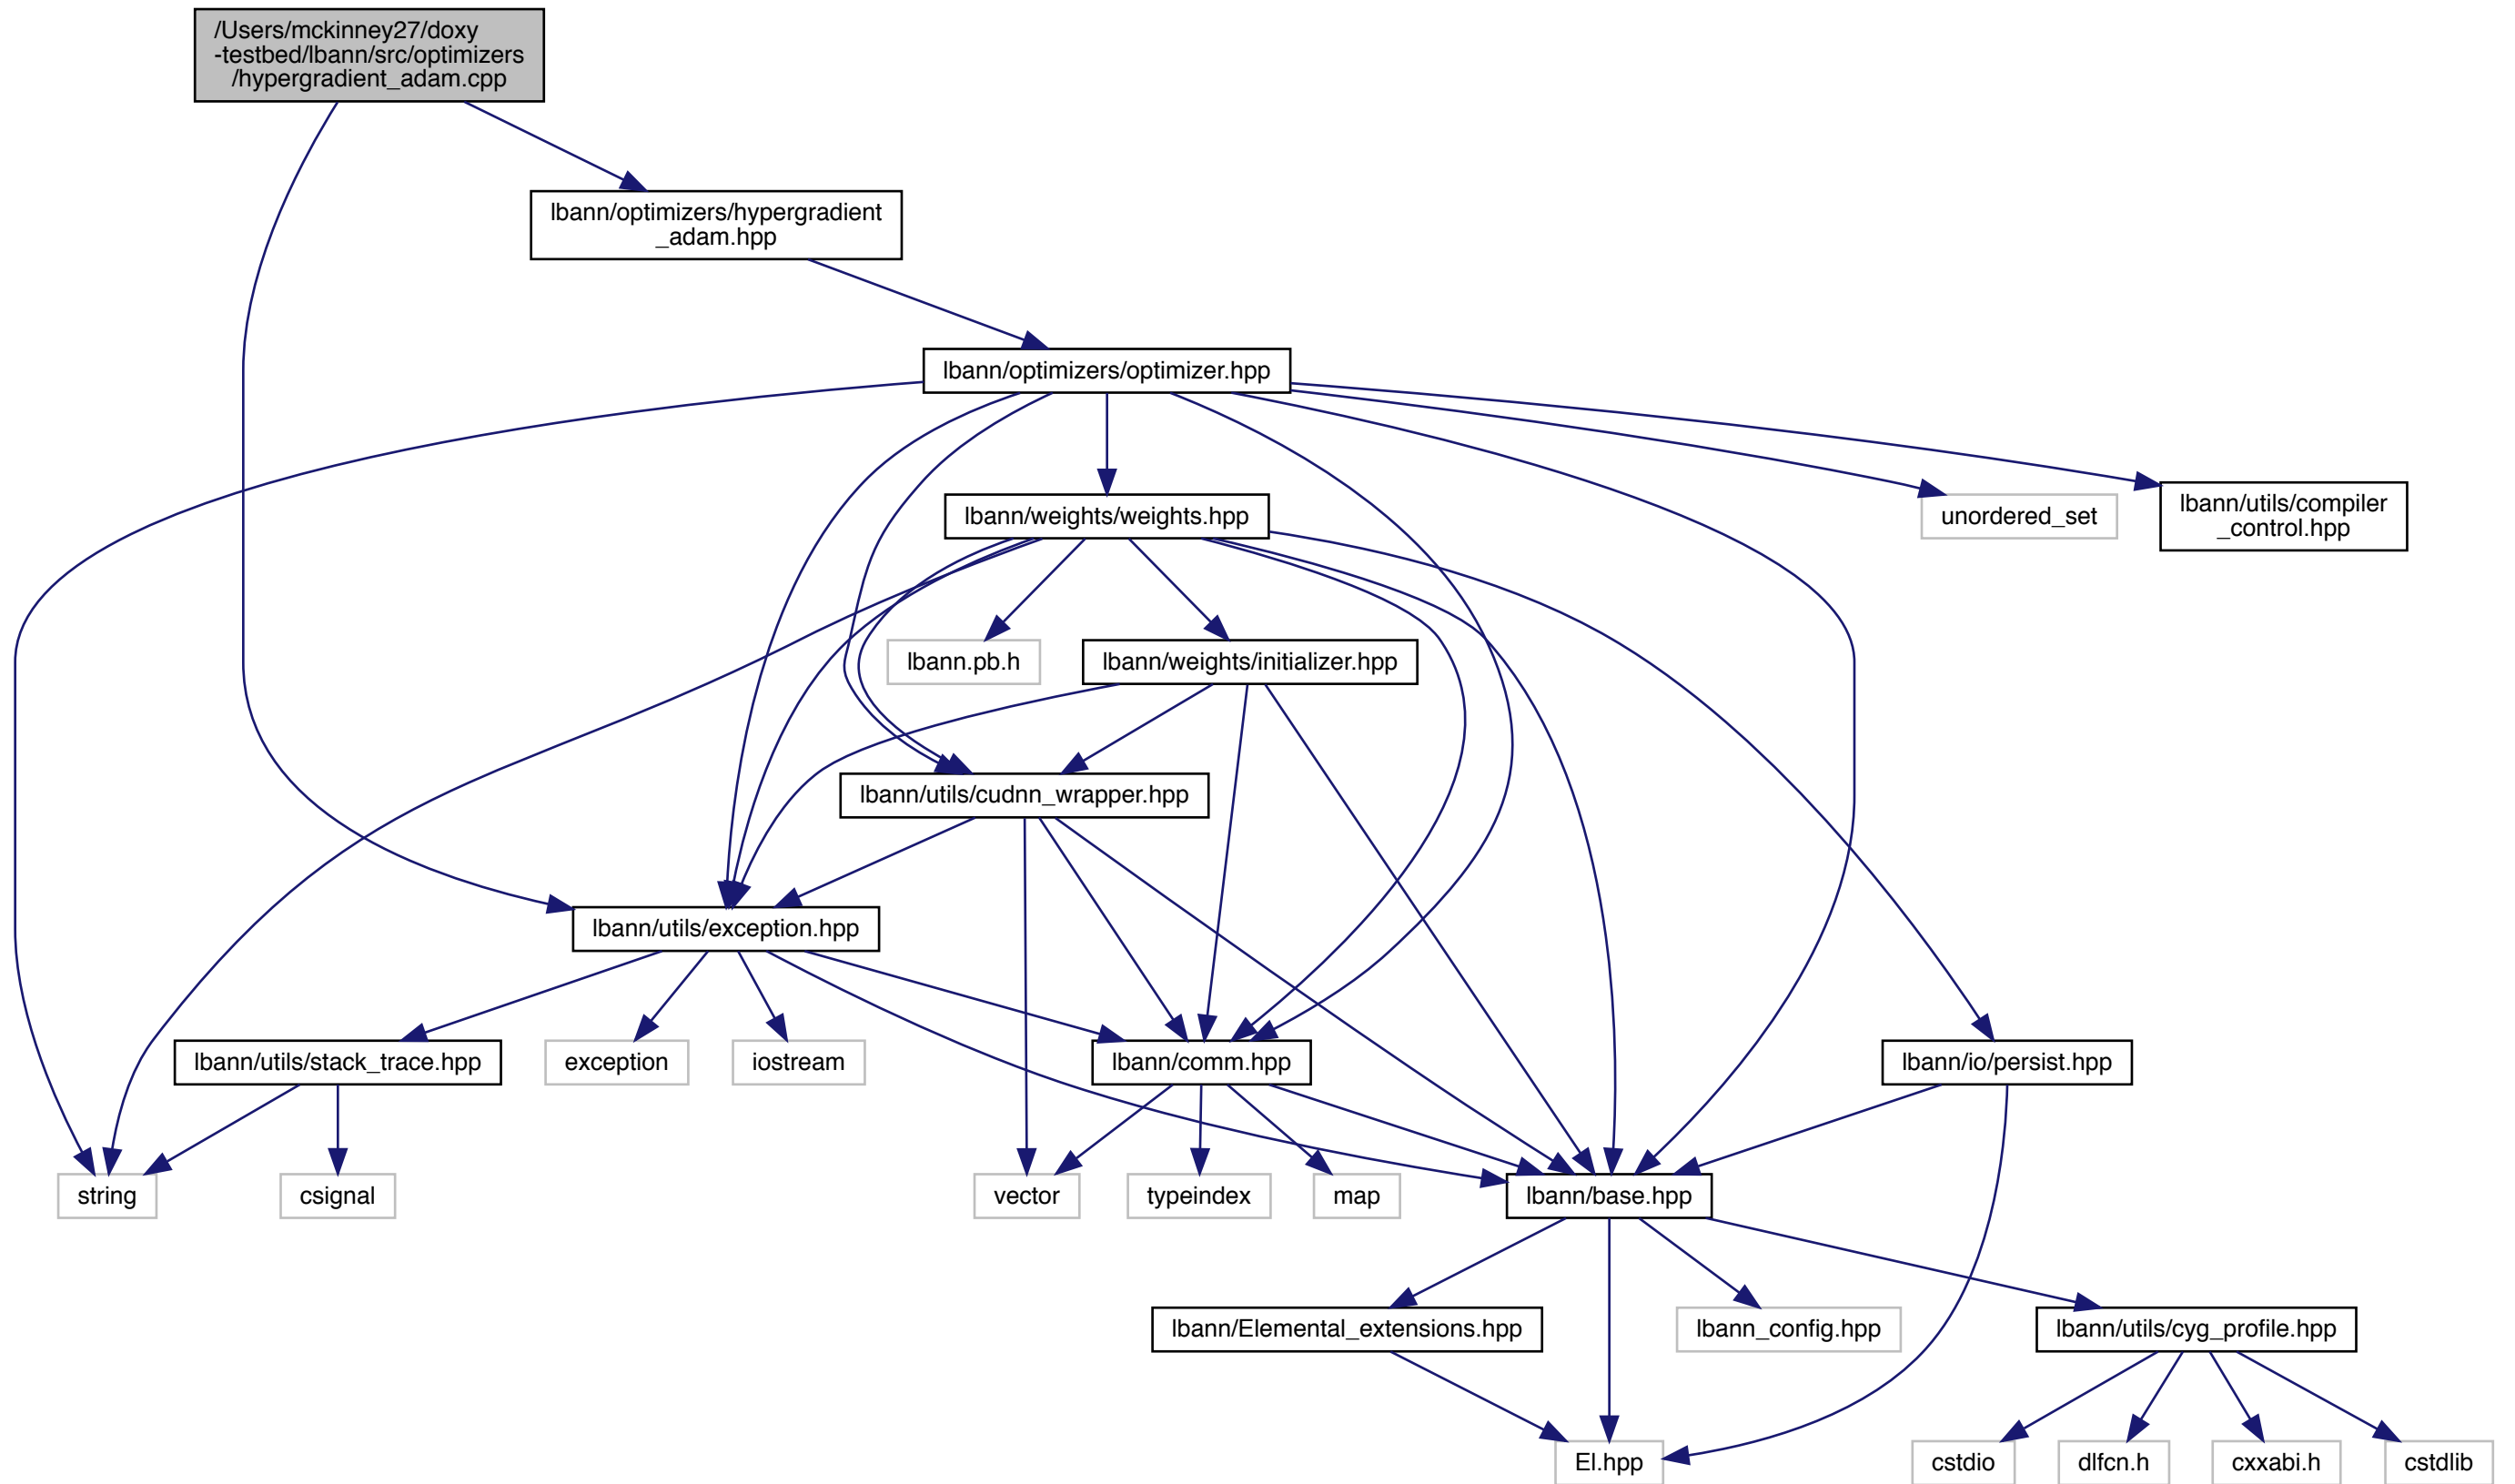 /Users/mckinney27/doxy
-testbed/lbann/src/optimizers
/hypergradient_adam.cpp
lbann/optimizers/hypergradient
_adam.hpp
lbann/optimizers/optimizer.hpp
lbann/weights/weights.hpp
unordered_set
lbann/utils/compiler
_control.hpp
lbann.pb.h
lbann/weights/initializer.hpp
lbann/utils/cudnn_wrapper.hpp
lbann/utils/exception.hpp
lbann/utils/stack_trace.hpp
exception
iostream
lbann/comm.hpp
lbann/io/persist.hpp
string
csignal
vector
typeindex
map
lbann/base.hpp
lbann/Elemental_extensions.hpp
lbann_config.hpp
lbann/utils/cyg_profile.hpp
El.hpp
cstdio
dlfcn.h
cxxabi.h
cstdlib